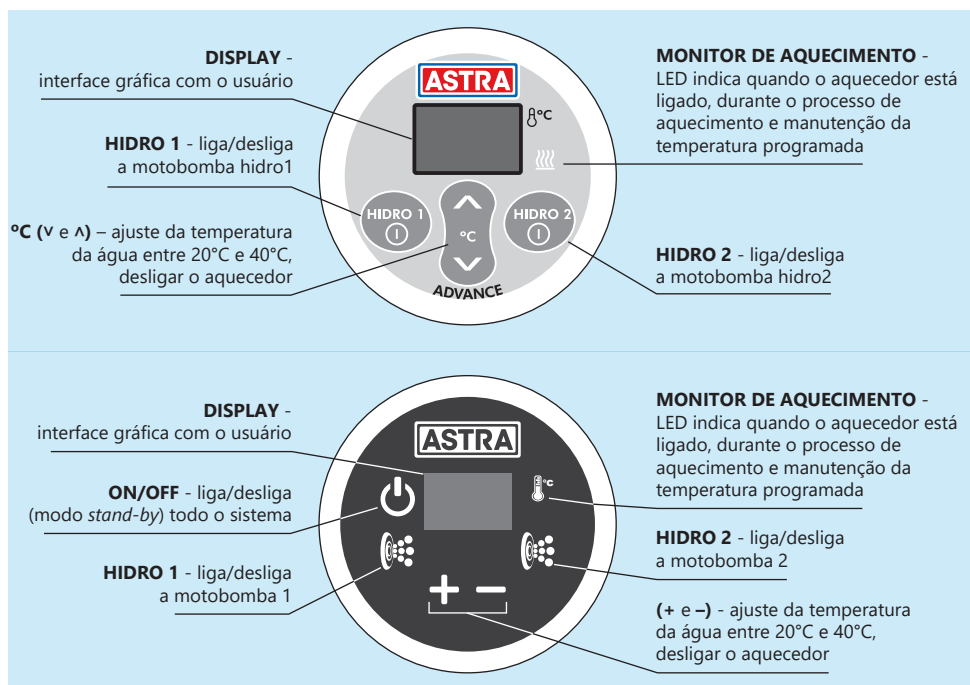 DISPLAY -
interface gráfica com o usuário
HIDRO 1 - liga/desliga
a motobomba hidro1
ºC (˅ e ˄) – ajuste da temperatura
da água entre 20°C e 40°C,
desligar o aquecedor
ASTRA
ºC
HIDRO 1
ºC
HIDRO 2
ADVANCE
MONITOR DE AQUECIMENTO -
LED indica quando o aquecedor está
ligado, durante o processo de
aquecimento e manutenção da
temperatura programada
HIDRO 2 - liga/desliga
a motobomba hidro2
DISPLAY -
interface gráfica com o usuário
ON/OFF - liga/desliga
(modo stand-by) todo o sistema
HIDRO 1 - liga/desliga
a motobomba 1
ASTRA
°C
MONITOR DE AQUECIMENTO -
LED indica quando o aquecedor está
ligado, durante o processo de
aquecimento e manutenção da
temperatura programada
HIDRO 2 - liga/desliga
a motobomba 2
(+ e –) - ajuste da temperatura
da água entre 20°C e 40°C,
desligar o aquecedor